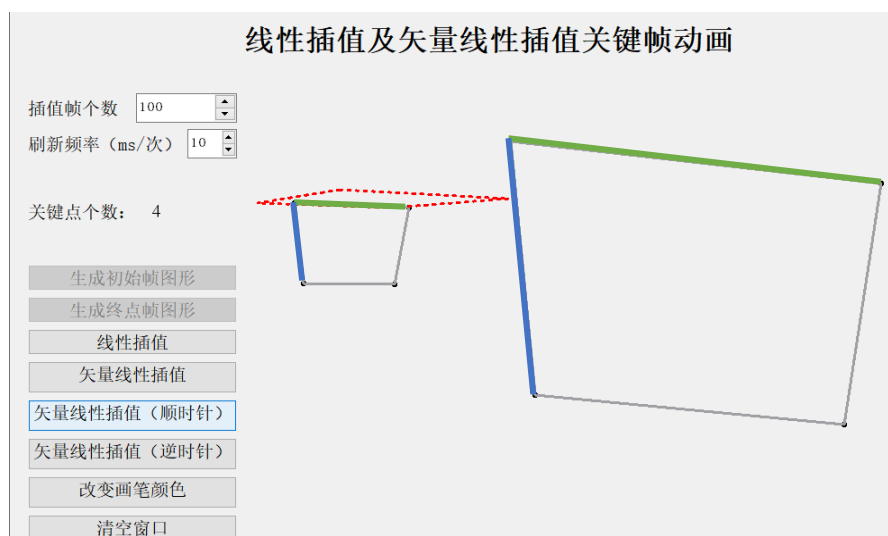 线性插值及矢量线性插值关键帧动画
插值帧个数 100
刷新频率（ms/次） 10
关键点个数： 4
生成初始帧图形
生成终点帧图形
线性插值
矢量线性插值
矢量线性插值（顺时针）
矢量线性插值（逆时针）
改变画笔颜色
清空窗口